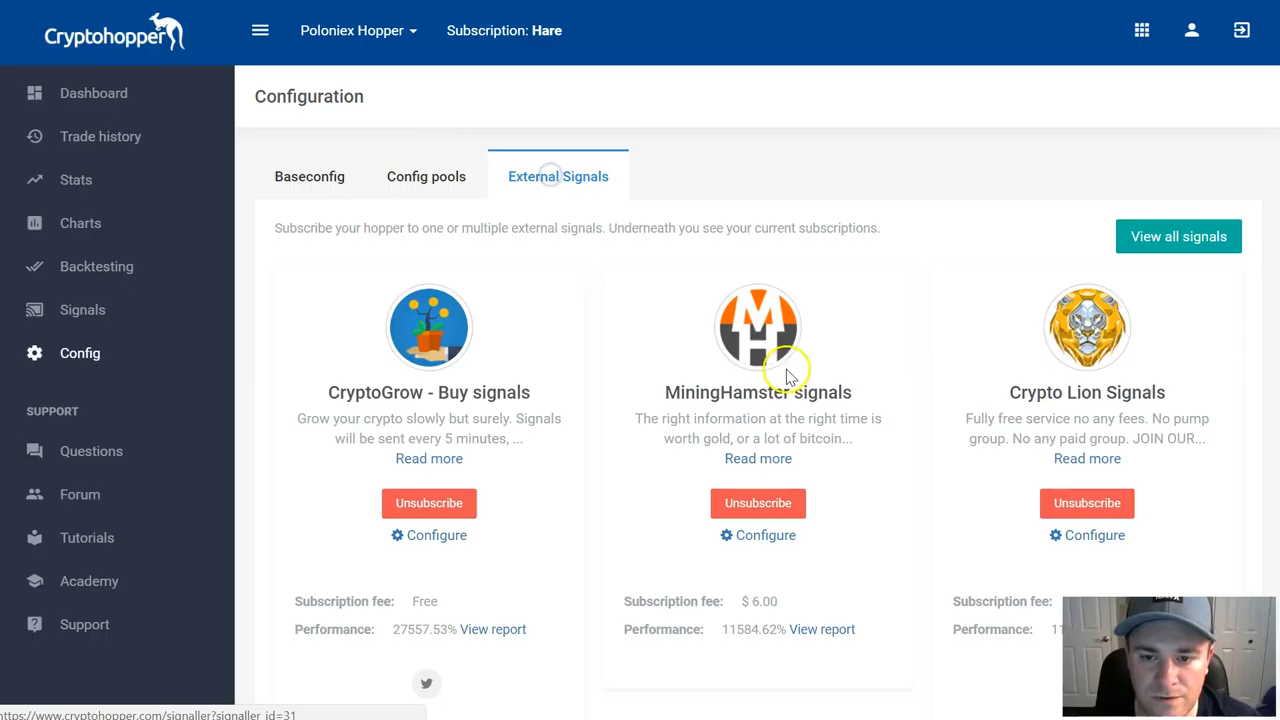 Cryptohopper
Poloniex Hopper
Subscription: Hare
Dashboard
Trade history
Stats
Charts
Backtesting
Signals
Config
SUPPORT
Questions
Forum
Tutorials
Academy
Support
Configuration
Baseconfig
Config pools
External Signals
Subscribe your hopper to one or multiple external signals. Underneath you see your current subscriptions.
View all signals
CryptoGrow - Buy signals
Grow your crypto slowly but surely. Signals
will be sent every 5 minutes, ...
Read more
Unsubscribe
Configure
Subscription fee: Free
Performance: 27557.53% View report
MH
MiningHamster signals
The right information at the right time is
worth gold, or a lot of bitcoin...
Read more
Unsubscribe
Configure
Subscription fee: $ 6.00
Performance: 11584.62% View report
Crypto Lion Signals
Fully free service no any fees. No pump
group. No any paid group. JOIN OUR...
Read more
Unsubscribe
Configure
Subscription fee:
Performance: 11
https://www.cryptohopper.com/signaller?signaller_id=31